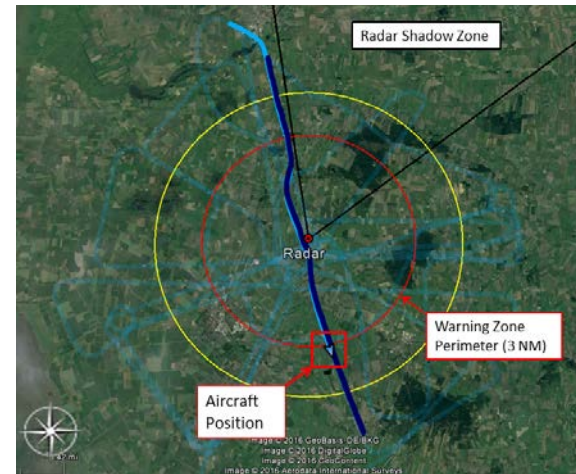 Radar Shadow Zone
Radar
Warning Zone
Perimeter (3 NM)
Aircraft
Position
Image © 2016 GeoBasis-DE/BKG
Image © 2016 DigitalGlobe
Image © 2016 GeoContent
Image © 2016 Aerodata International Surveys